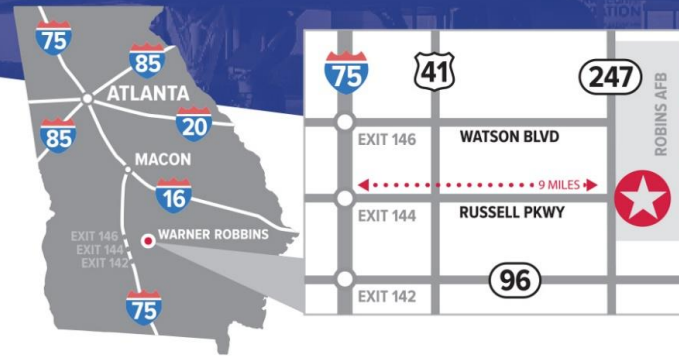 75
85
ATLANTA
85
20
MACON
16
EXIT 146
EXIT 144
EXIT 142
WARNER ROBBINS
75
75
41
247
ROBINS AFB
EXIT 146
WATSON BLVD
9 MILES
EXIT 144
RUSSELL PKWY
96
EXIT 142